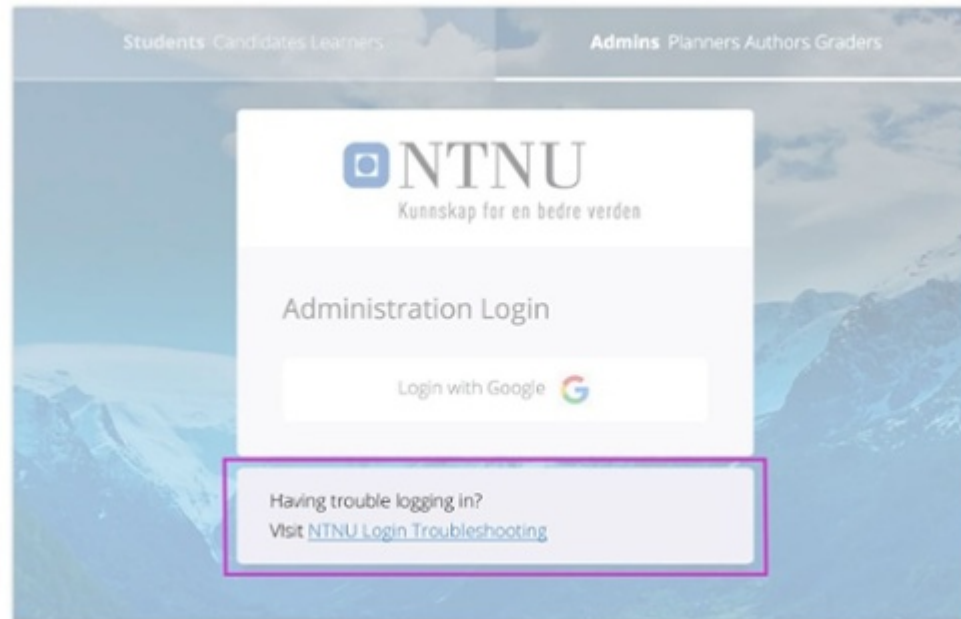 Students Candidates Learners
Admins Planners Authors Graders
NTNU
Kunnskap for en bedre verden
Administration Login
Login with Google
Having trouble logging in?
Visit NTNU Login Troubleshooting